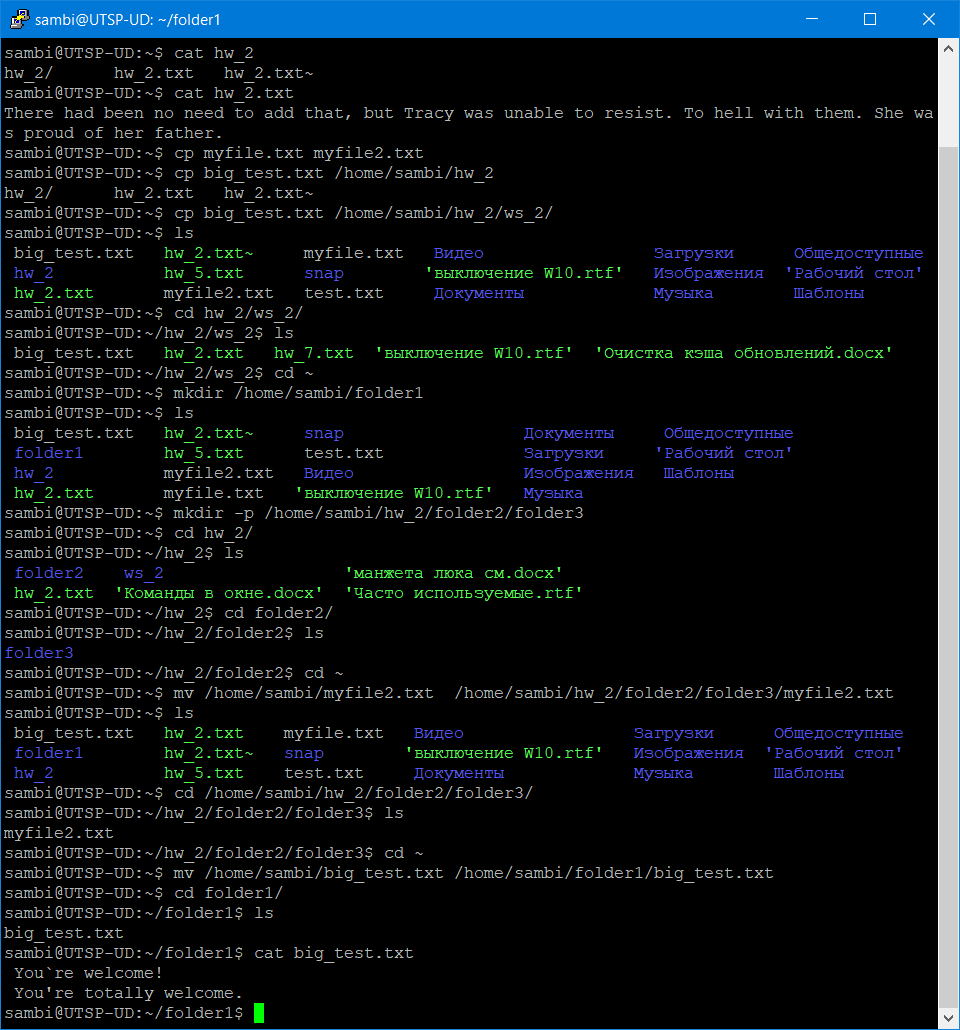 sambi@UTSP-UD: ~/folder1
sambi@UTSP-UD:~$ cat hw_2
hw_2/      hw_2.txt   hw_2.txt~
sambi@UTSP-UD:~$ cat hw_2.txt
There had been no need to add that, but Tracy was unable to resist. To hell with them. She wa
s proud of her father.
sambi@UTSP-UD:~$ cp myfile.txt myfile2.txt
sambi@UTSP-UD:~$ cp big_test.txt /home/sambi/hw_2
hw_2/      hw_2.txt   hw_2.txt~
sambi@UTSP-UD:~$ cp big_test.txt /home/sambi/hw_2/ws_2/
sambi@UTSP-UD:~$ ls
 big_test.txt   hw_2.txt~     myfile.txt   Видео                 Загрузки      Общедоступные
 hw_2           hw_5.txt      snap        'выключение W10.rtf'   Изображения  'Рабочий стол'
 hw_2.txt       myfile2.txt   test.txt     Документы             Музыка        Шаблоны
sambi@UTSP-UD:~$ cd hw_2/ws_2/
sambi@UTSP-UD:~/hw_2/ws_2$ ls
 big_test.txt   hw_2.txt   hw_7.txt  'выключение W10.rtf'  'Очистка кэша обновлений.docx'
sambi@UTSP-UD:~/hw_2/ws_2$ cd ~
sambi@UTSP-UD:~$ mkdir /home/sambi/folder1
sambi@UTSP-UD:~$ ls
 big_test.txt   hw_2.txt~     snap                  Документы     Общедоступные
 folder1        hw_5.txt      test.txt              Загрузки     'Рабочий стол'
 hw_2           myfile2.txt   Видео                 Изображения   Шаблоны
 hw_2.txt       myfile.txt   'выключение W10.rtf'   Музыка
sambi@UTSP-UD:~$ mkdir -p /home/sambi/hw_2/folder2/folder3
sambi@UTSP-UD:~$ cd hw_2/
sambi@UTSP-UD:~/hw_2$ ls
 folder2    ws_2                  'манжета люка см.docx'
 hw_2.txt  'Команды в окне.docx'  'Часто используемые.rtf'
sambi@UTSP-UD:~/hw_2$ cd folder2/
sambi@UTSP-UD:~/hw_2/folder2$ ls
folder3
sambi@UTSP-UD:~/hw_2/folder2$ cd ~
sambi@UTSP-UD:~$ mv /home/sambi/myfile2.txt  /home/sambi/hw_2/folder2/folder3/myfile2.txt
sambi@UTSP-UD:~$ ls
 big_test.txt   hw_2.txt    myfile.txt   Видео                 Загрузки      Общедоступные
 folder1        hw_2.txt~   snap        'выключение W10.rtf'   Изображения  'Рабочий стол'
 hw_2           hw_5.txt    test.txt     Документы             Музыка        Шаблоны
sambi@UTSP-UD:~$ cd /home/sambi/hw_2/folder2/folder3/
sambi@UTSP-UD:~/hw_2/folder2/folder3$ ls
myfile2.txt
sambi@UTSP-UD:~/hw_2/folder2/folder3$ cd ~
sambi@UTSP-UD:~$ mv /home/sambi/big_test.txt /home/sambi/folder1/big_test.txt
sambi@UTSP-UD:~$ cd folder1/
sambi@UTSP-UD:~/folder1$ ls
big_test.txt
sambi@UTSP-UD:~/folder1$ cat big_test.txt
 You`re welcome!
 You're totally welcome.
sambi@UTSP-UD:~/folder1$